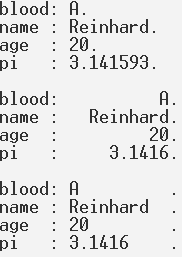 blood: A.
name : Reinhard.
age  : 20.
pi   : 3.141593.

blood:          A.
name :   Reinhard.
age  :         20.
pi   :     3.1416.

blood: A         .
name : Reinhard  .
age  : 20        .
pi   : 3.1416    .